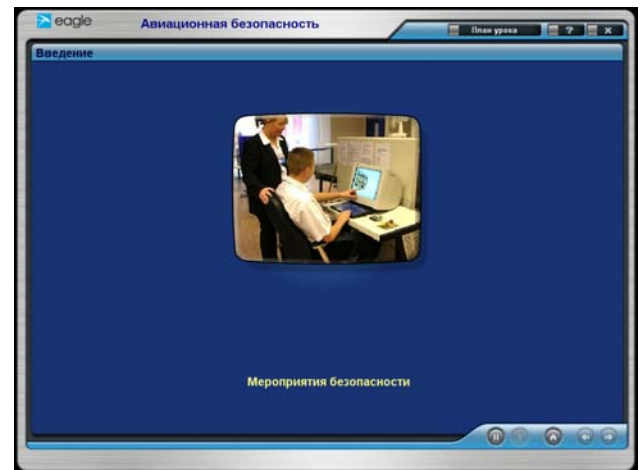 eagle
Авиационная безопасность
План урока
?
x
Введение
Мероприятия безопасности